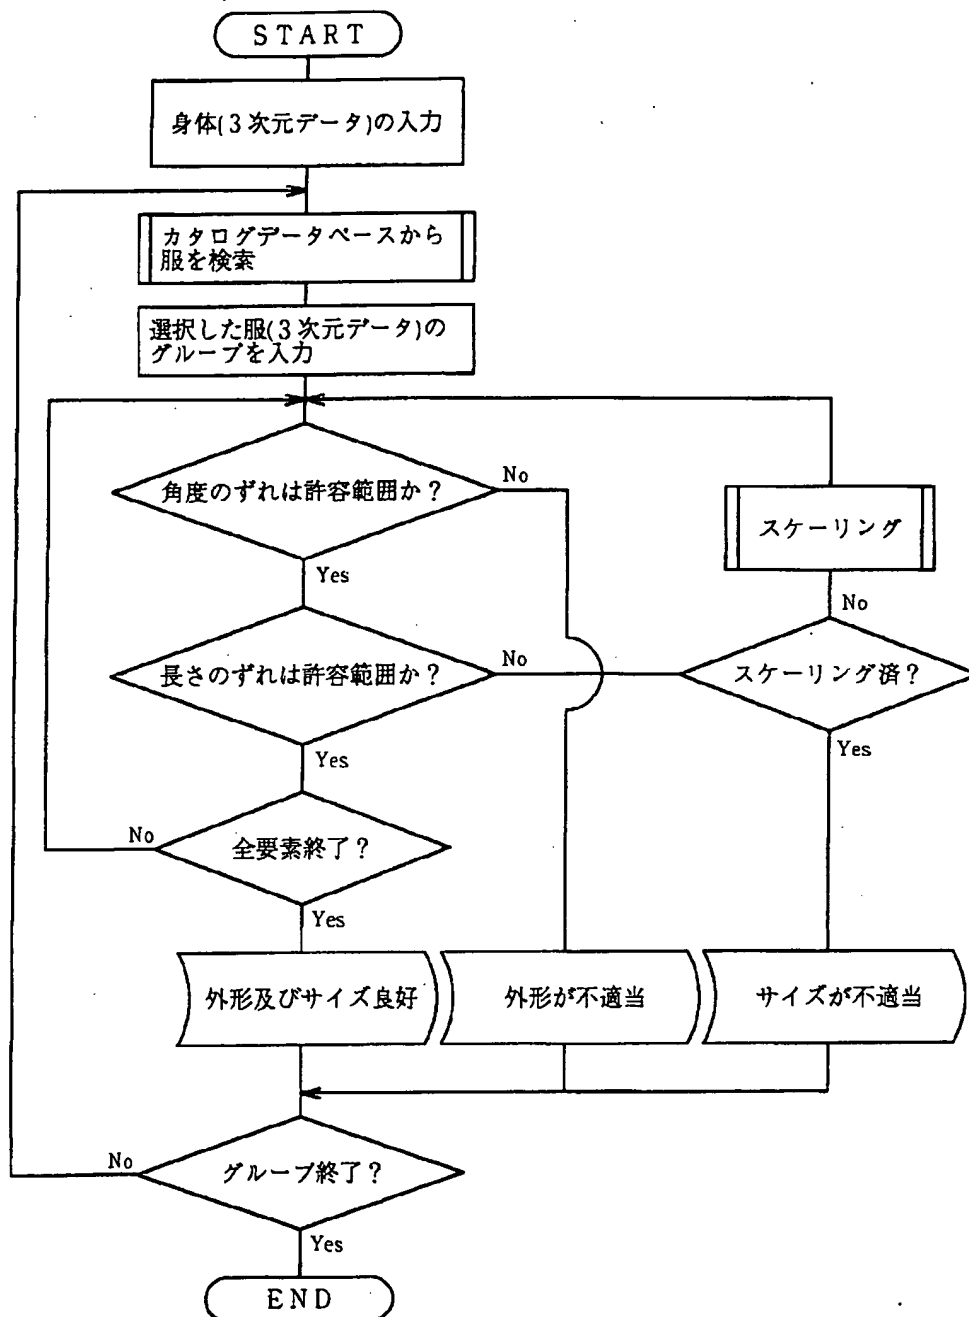 START
身体(3次元データ)の入力
カタログデータベースから
服を検索
選択した服(3次元データ)の
グループを入力
角度のずれは許容範囲か?
No
スケーリング
Yes
No
長さのずれは許容範囲か?
No
スケーリング済?
Yes
Yes
No
全要素終了?
Yes
外形及びサイズ良好
外形が不適当
サイズが不適当
No
グループ終了?
Yes
END